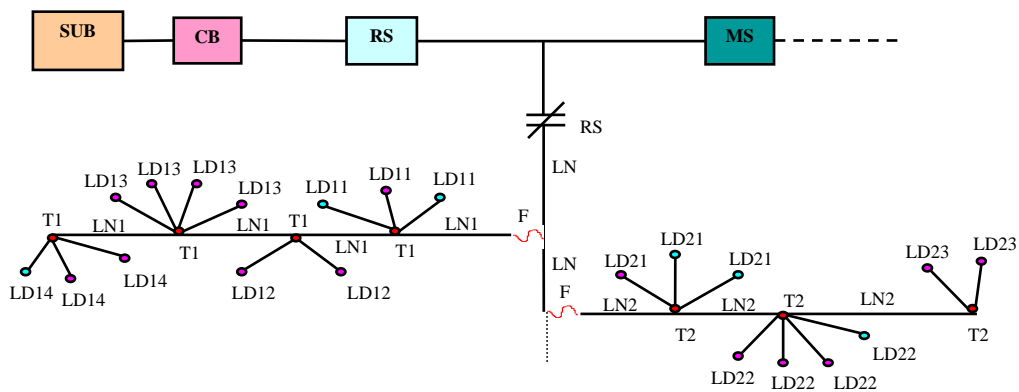 SUB
CB
RS
MS
RS
LN
LD13
LD13
LD13
LD13
LD11
LD11
LD11
T1
LN1
T1
LN1
T1
LN1
T1
LN1
F
LD14
LD14
LD14
LD12
LD12
LN
F
LD21
LD21
LD21
LD23
LD23
LN2
T2
LN2
T2
LN2
T2
LD22
LD22
LD22
LD22